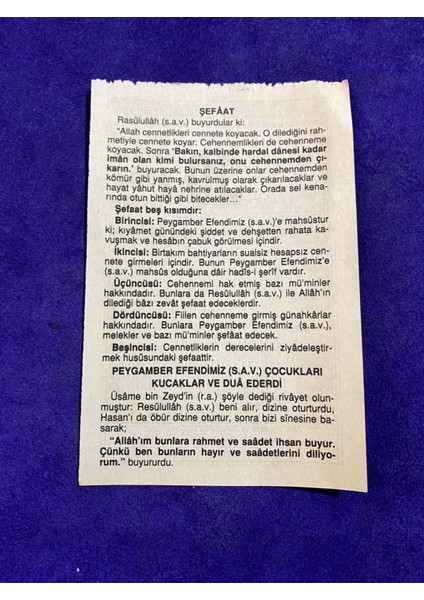 ŞEFÂAT
Rasûlullâh (s.a.v.) buyurdular ki:
"Allah cennetlikleri cennete koyacak. O dilediğini rah-
metiyle cennete koyar. Cehennemlikleri de cehenneme
koyacak. Sonra 'Bakın, kalbinde hardal dânesi kadar
imân olan kimi bulursanız, onu cehennemden çı-
karın.' buyuracak. Bunun üzerine onlar cehennemden
kömür gibi yanmış, kavrulmuş olarak çıkarılacaklar ve
hayat yâhut hayâ nehrine atılacaklar. Orada sel kena-
rında otun bittiği gibi bitecekler..."
Şefaat beş kısımdır:
Birincisi: Peygamber Efendimiz (s.a.v.)'e mahsûstur
ki; kıyâmet günündeki şiddet ve dehşetten rahata ka-
vuşmak ve hesâbın çabuk görülmesi içindir.
İkincisi: Birtakım bahtiyarların sualsiz hesapsız cen-
nete girmeleri içindir. Bunun Peygamber Efendimiz'e
(s.a.v.) mahsûs olduğuna dâir hadîs-i şerîf vardır.
Üçüncüsü: Cehennemi hak etmiş bazı mü'minler
hakkındadır. Bunlara da Resûlullâh (s.a.v.) ile Allâh'ın
dilediği bâzı zevât şefaat edeceklerdir.
Dördüncüsü: Fiilen cehenneme girmiş günahkârlar
hakkındadır. Bunlara Peygamber Efendimiz (s.a.v.),
melekler ve bazı mü'minler şefâat edecek.
Beşincisi: Cennetliklerin derecelerini ziyâdeleştir-
mek husûsundaki şefaattir.
PEYGAMBER EFENDİMİZ (S.A.V.) ÇOCUKLARI
KUCAKLAR VE DUÂ EDERDİ
Üsâme bin Zeyd'in (r.a.) şöyle dediği rivâyet olun-
muştur: Resûlullah (s.a.v.) beni alır, dizine oturturdu,
Hasan'ı da öbür dizine oturtur, sonra bizi sînesine ba-
sarak;
"Allâh'ım bunlara rahmet ve saâdet ihsan buyur.
Çünkü ben bunların hayır ve saâdetlerini diliyo-
rum." buyururdu.